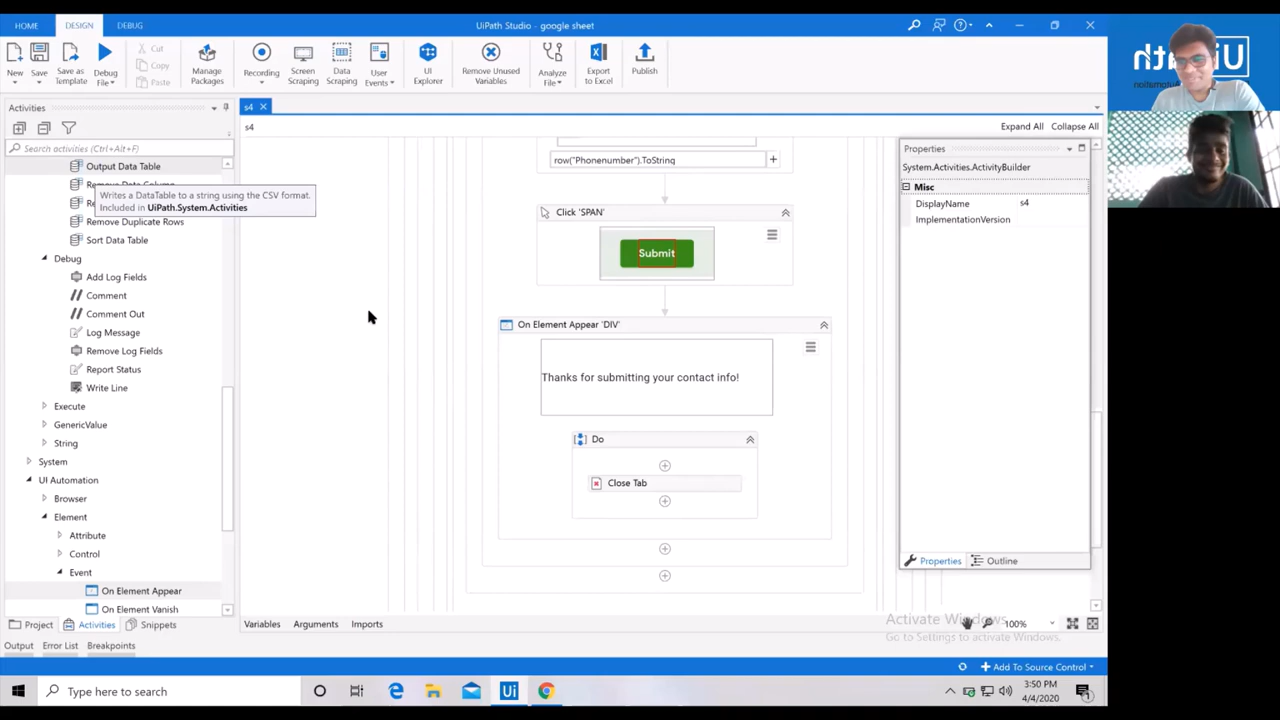 HOME
DESIGN
DEBUG
UiPath Studio - google sheet
New
Save
Save as Template
Debug File
Cut
Copy
Paste
Manage Packages
Recording
Screen Scraping
Data Scraping
User Events
UI Explorer
Remove Unused Variables
Analyze File
Export to Excel
Publish
Activities
s4
s4
Expand All
Collapse All
Search activities (Ctrl+Alt+F)
Output Data Table
Remove Data Column
Writes a DataTable to a string using the CSV format.
Included in UiPath.System.Activities
Remove Duplicate Rows
Sort Data Table
Debug
Add Log Fields
Comment
Comment Out
Log Message
Remove Log Fields
Report Status
Write Line
Execute
GenericValue
String
System
UI Automation
Browser
Element
Attribute
Control
Event
On Element Appear
On Element Vanish
row("Phonenumber").ToString
Click 'SPAN'
Submit
On Element Appear 'DIV'
Thanks for submitting your contact info!
Do
Close Tab
Properties
System.Activities.ActivityBuilder
Misc
DisplayName
s4
ImplementationVersion
Properties
Outline
Project
Activities
Snippets
Variables
Arguments
Imports
100%
Activate Windows
Go to Settings to activate Windows.
Output
Error List
Breakpoints
Add To Source Control
Type here to search
Ui
3:50 PM
4/4/2020